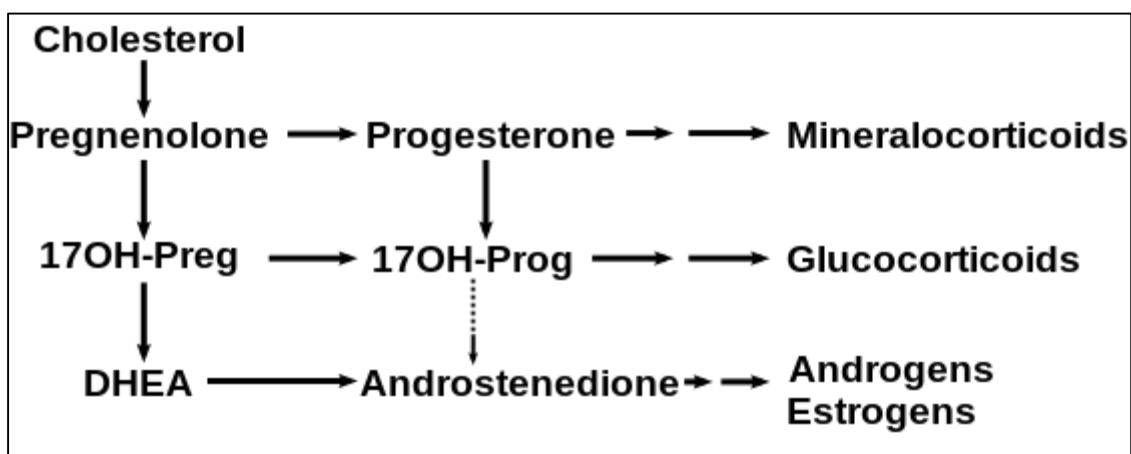 Cholesterol
Pregnenolone Progesterone Mineralocorticoids
17OH-Preg 17OH-Prog Glucocorticoids
DHEA Androstenedione Androgens
Estrogens